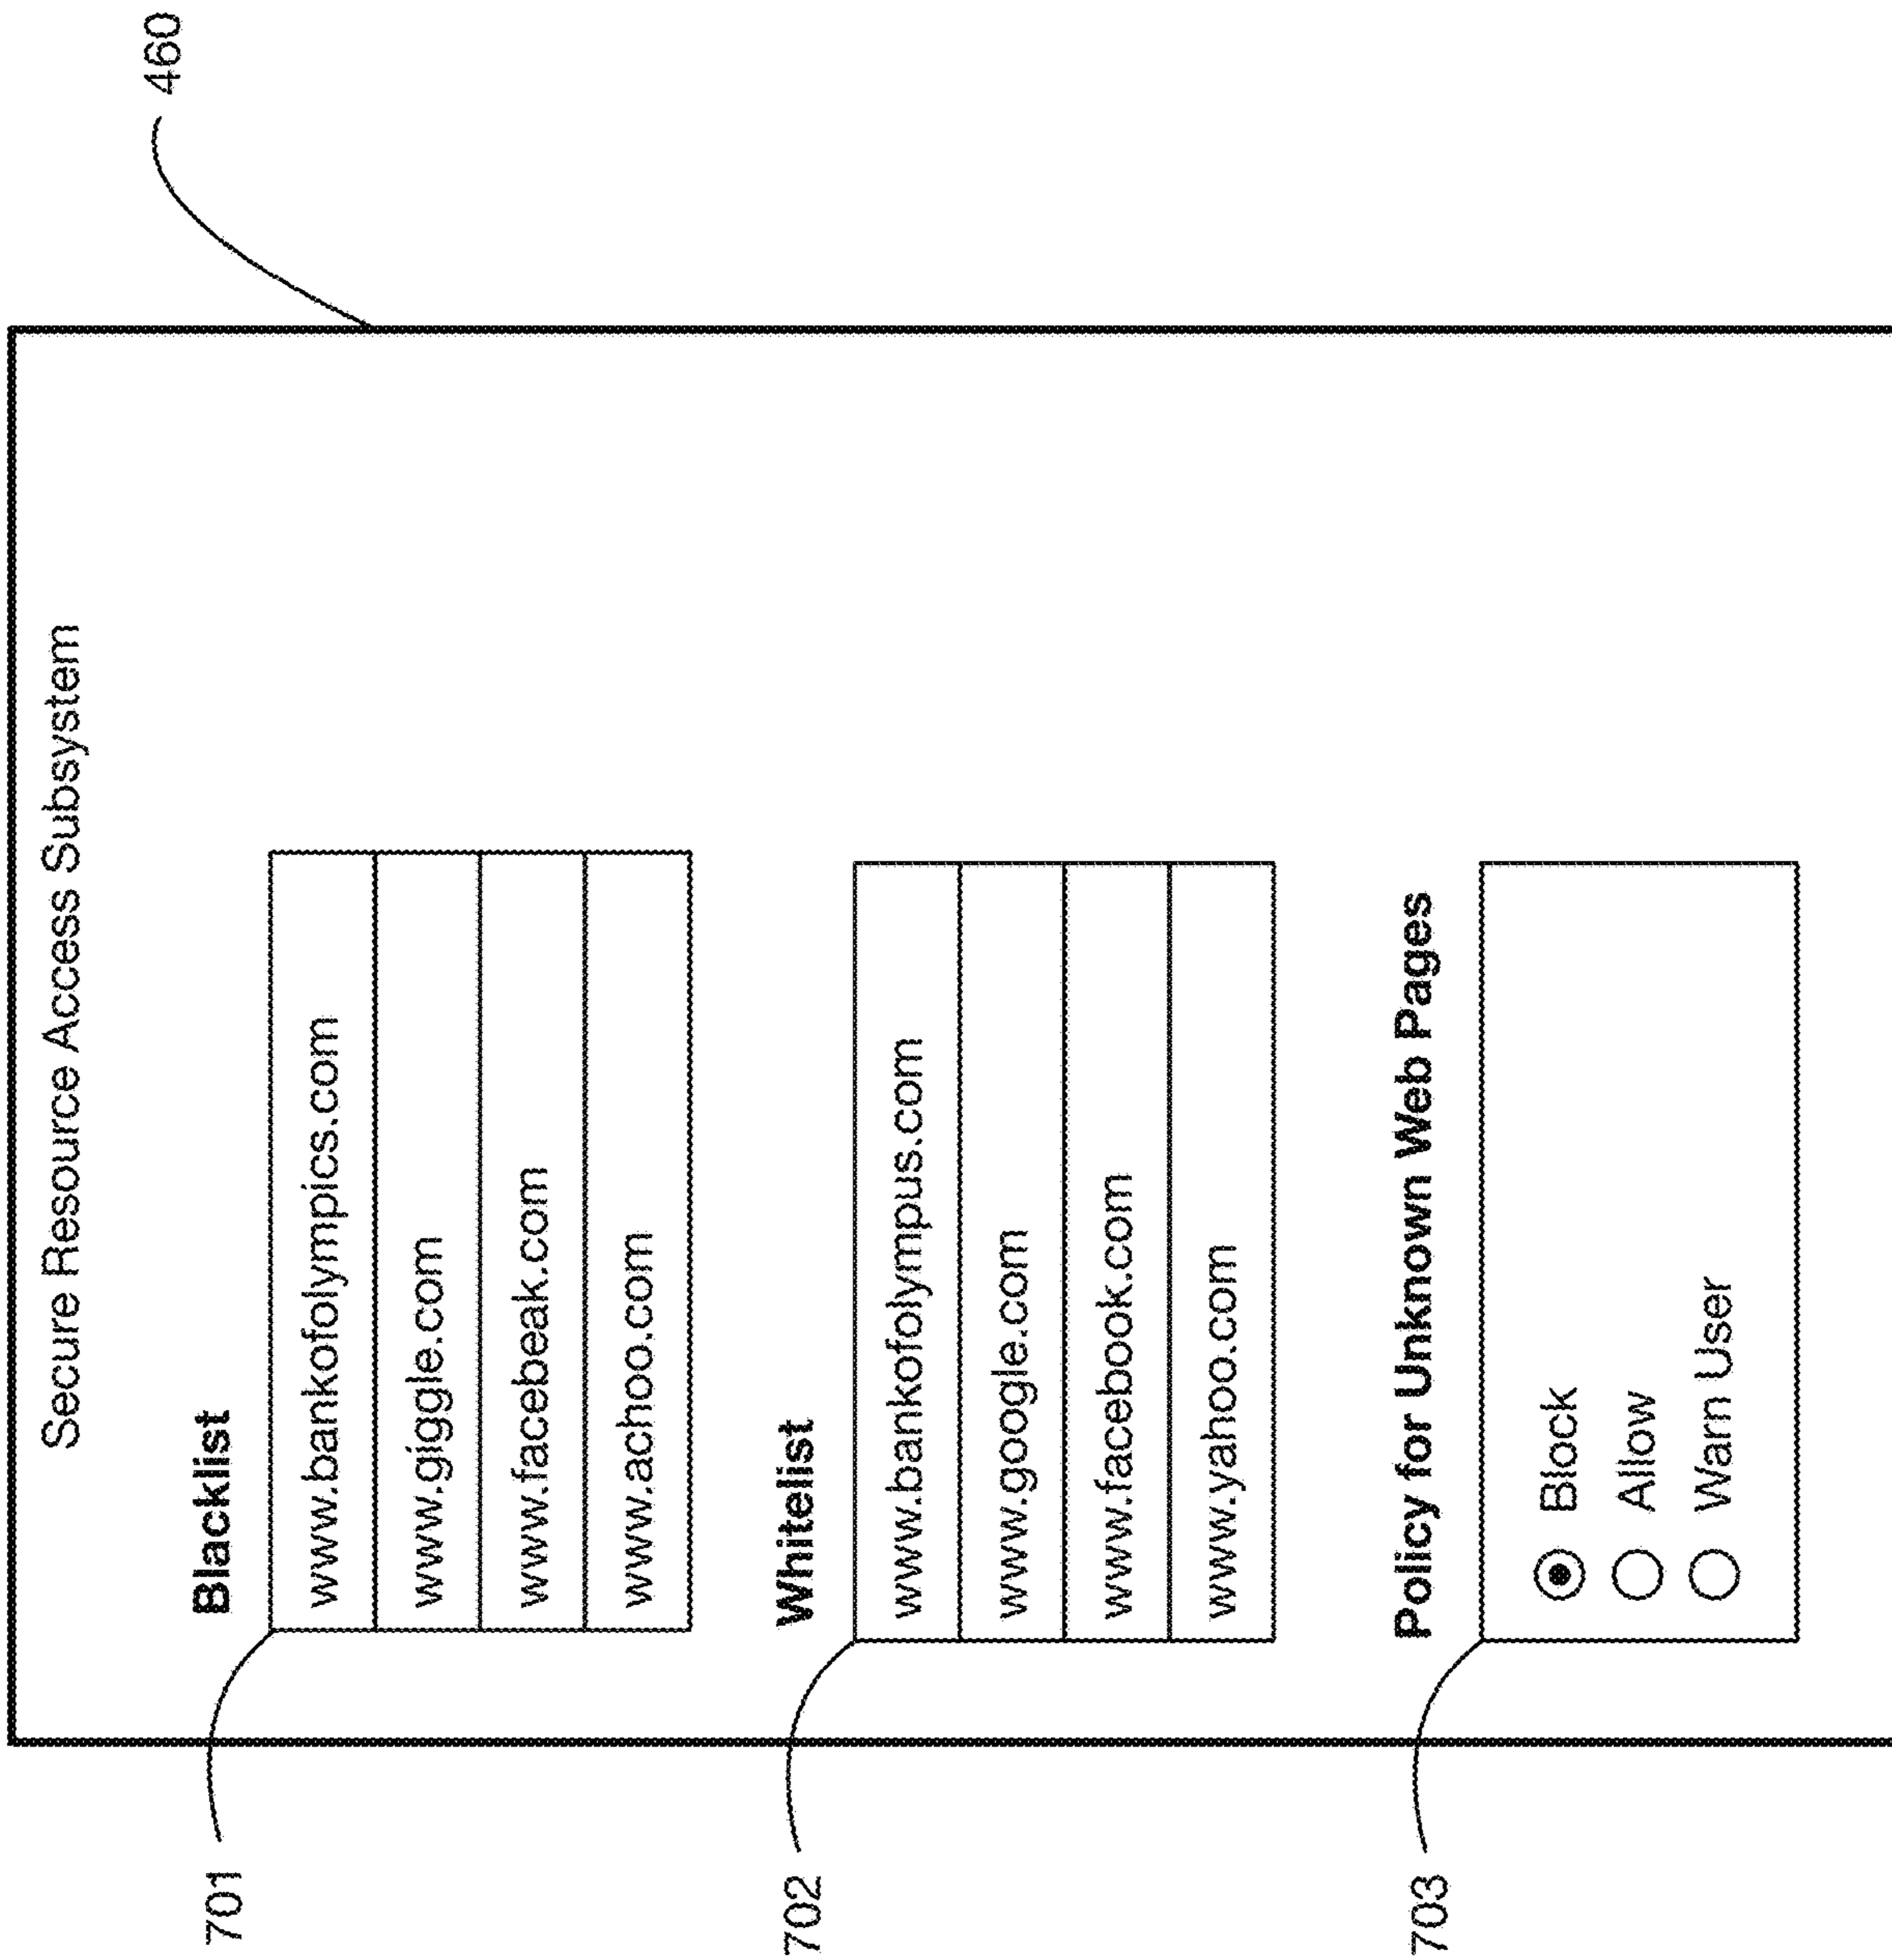 Secure Resource Access Subsystem
460
701
Blacklist
www.bankofolympics.com
www.giggle.com
www.facebeak.com
www.achoo.com
702
Whitelist
www.bankofolympus.com
www.google.com
www.facebook.com
www.yahoo.com
703
Policy for Unknown Web Pages
Block
Allow
Warn User